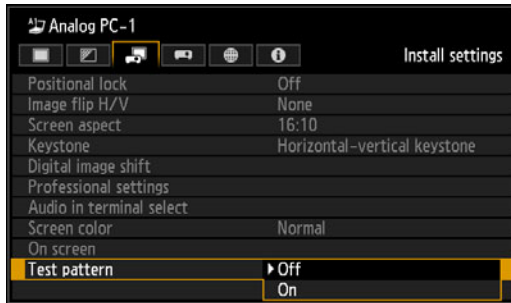 Analog PC-1
Install settings
Positional lock Off
Image flip H/V None
Screen aspect 16:10
Keystone Horizontal-vertical keystone
Digital image shift
Professional settings
Audio in terminal select
Screen color Normal
On screen
Test pattern Off
On